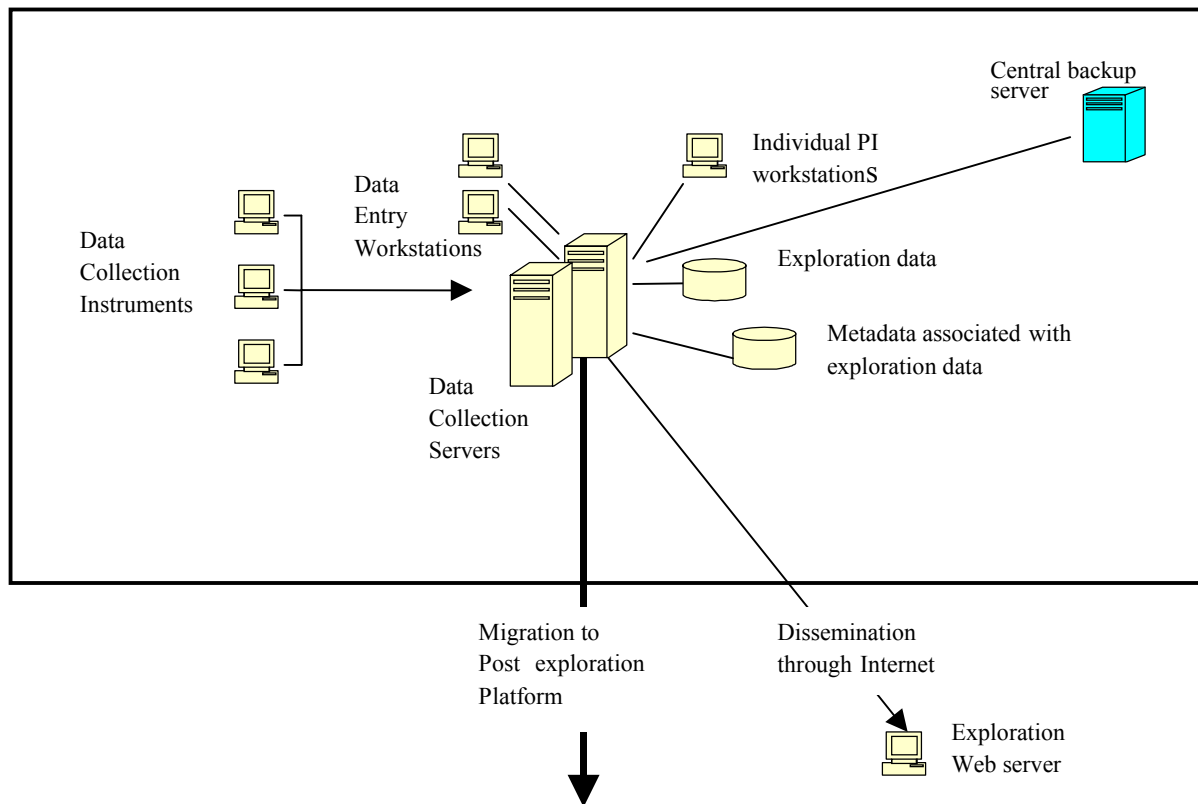 Central backup
server
Individual PI
workstations
Data
Entry
Workstations
Data
Collection
Instruments
Exploration data
Metadata associated with
exploration data
Data
Collection
Servers
Migration to
Post exploration
Platform
Dissemination
through Internet
Exploration
Web server